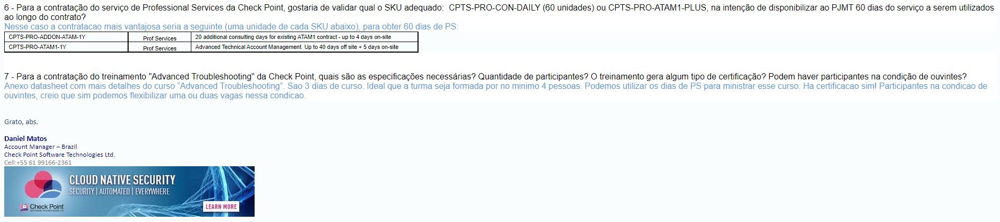 6 - Para a contratação do serviço de Professional Services da Check Point, gostaria de validar qual o SKU adequado:  CPTS-PRO-CON-DAILY (60 unidades) ou CPTS-PRO-ATAM1-PLUS, na intenção de disponibilizar ao PJMT 60 dias do serviço a serem utilizados
ao longo do contrato?
Nesse caso a contratacao mais vantajosa seria a seguinte (uma unidade de cada SKU abaixo), para obter 60 dias de PS:
CPTS-PRO-ADDON-ATAM-1Y Prof Services 20 additional consulting days for existing ATAM1 contract - up to 4 days on-site
CPTS-PRO-ATAM1-1Y Prof Services Advanced Technical Account Management. Up to 40 days off site + 5 days on-site
7 - Para a contratação do treinamento "Advanced Troubleshooting" da Check Point, quais são as especificações necessárias? Quantidade de participantes? O treinamento gera algum tipo de certificação? Podem haver participantes na condição de ouvintes?
Anexo datasheet com mais detalhes do curso “Advanced Troubleshooting”. Sao 3 dias de curso. Ideal que a turma seja formada por no minimo 4 pessoas. Podemos utilizar os dias de PS para ministrar esse curso. Ha certificacao sim! Participantes na condicao de
ouvintes, creio que sim podemos flexibilizar uma ou duas vagas nessa condicao.
Grato, abs.
Daniel Matos
Account Manager – Brazil
Check Point Software Technologies Ltd.
Cell:+55 61 99166-2361
CLOUD NATIVE SECURITY
SECURITY | AUTOMATED | EVERYWHERE
Check Point
SOFTWARE TECHNOLOGIES LTD
LEARN MORE